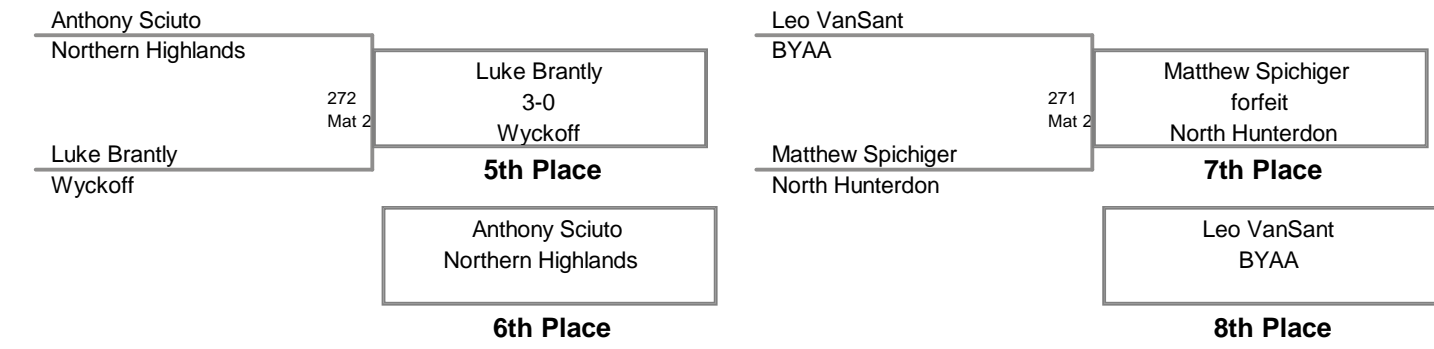 Anthony Sciuto
Northern Highlands
272
Mat 2
Luke Brantly
Wyckoff
Luke Brantly
3-0
Wyckoff
5th Place
Anthony Sciuto
Northern Highlands
6th Place
Leo VanSant
BYAA
271
Mat 2
Matthew Spichiger
North Hunterdon
Matthew Spichiger
forfeit
North Hunterdon
7th Place
Leo VanSant
BYAA
8th Place